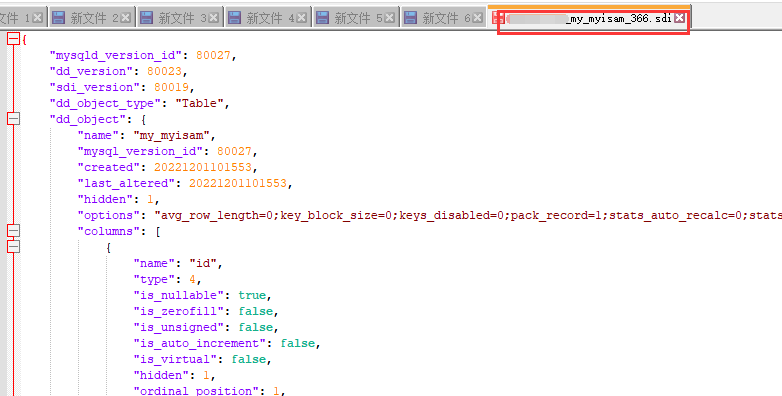 文件 1 新文件 2 新文件 3 新文件 4 新文件 5 新文件 6 _my_myisam_366.sdi
{
"mysqld_version_id": 80027,
"dd_version": 80023,
"sdi_version": 80019,
"dd_object_type": "Table",
"dd_object": {
"name": "my_myisam",
"mysql_version_id": 80027,
"created": 20221201101553,
"last_altered": 20221201101553,
"hidden": 1,
"options": "avg_row_length=0;key_block_size=0;keys_disabled=0;pack_record=1;stats_auto_recalc=0;stats
"columns": [
{
"name": "id",
"type": 4,
"is_nullable": true,
"is_zerofill": false,
"is_unsigned": false,
"is_auto_increment": false,
"is_virtual": false,
"hidden": 1,
"ordinal_position": 1,